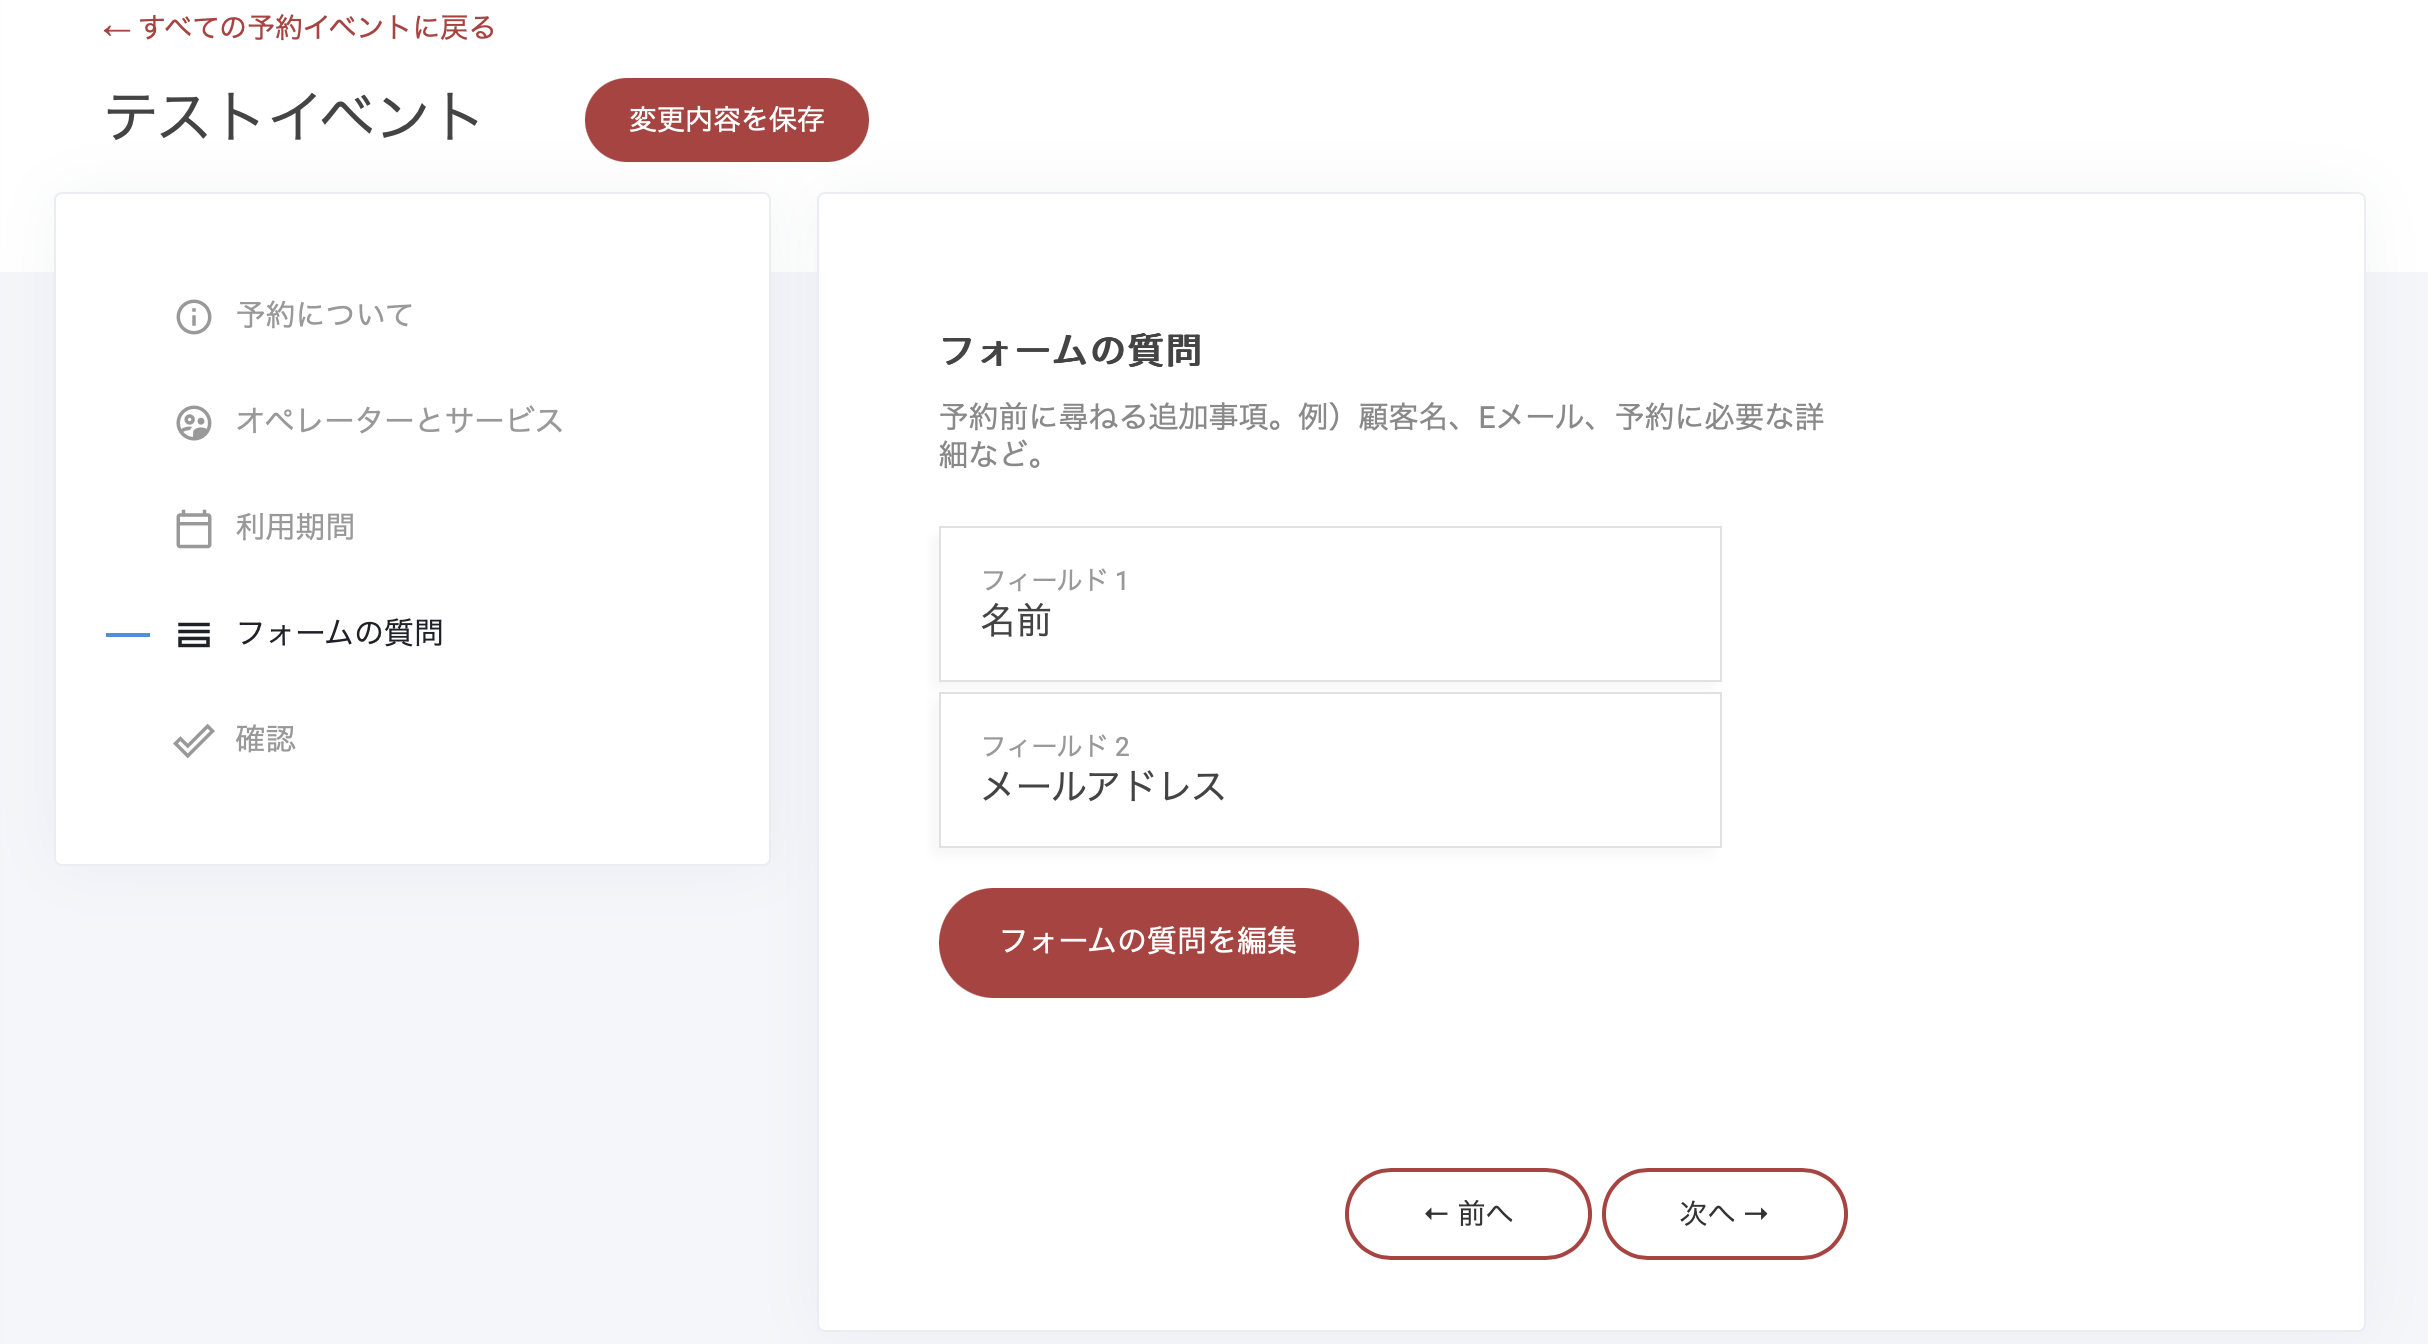 ← すべての予約イベントに戻る
テストイベント
変更内容を保存
予約について
オペレーターとサービス
利用期間
フォームの質問
確認
フォームの質問
予約前に尋ねる追加事項。例）顧客名、Eメール、予約に必要な詳
細など。
フィールド 1
名前
フィールド 2
メールアドレス
フォームの質問を編集
← 前へ
次へ →